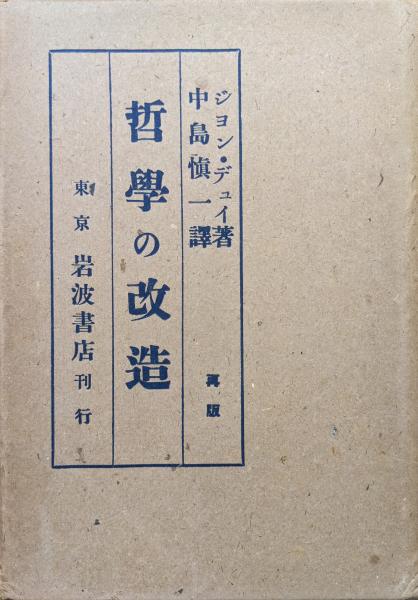 ジョン・デュイ著
中島愼一譯
再版
哲學の改造
東京 岩波書店刊行